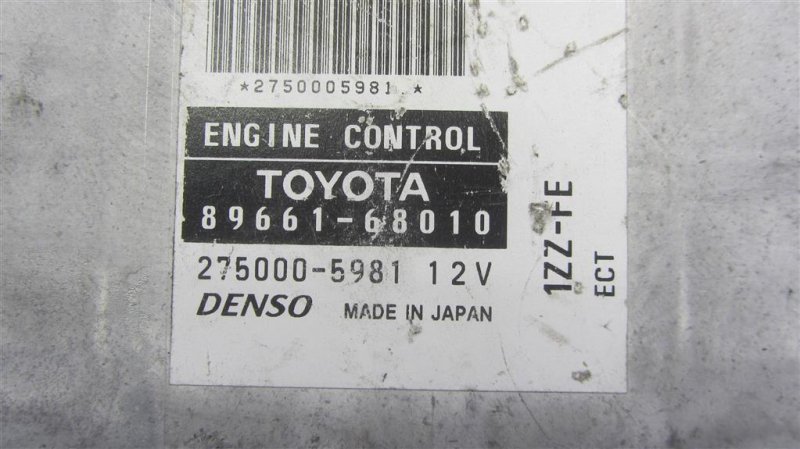 *2750005981 *
ENGINE CONTROL
TOYOTA
89661-68010
275000-5981 12V
DENSO MADE IN JAPAN
1ZZ-FE
ECT